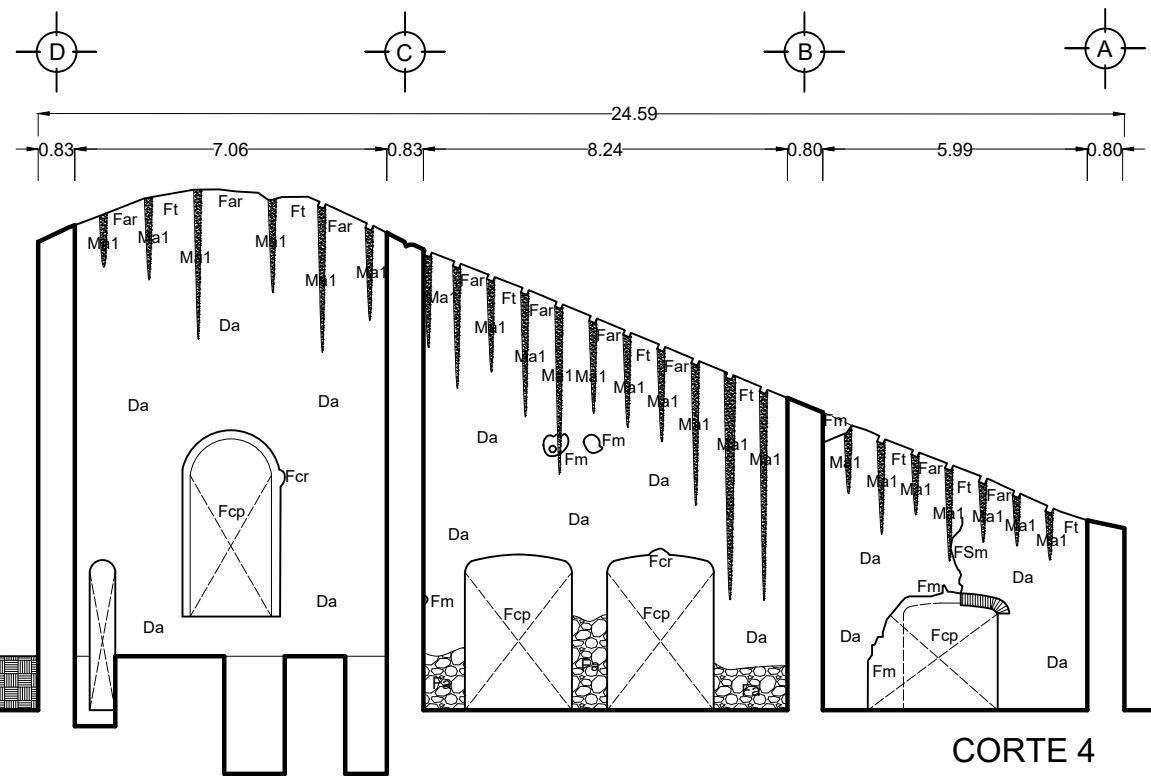 D C B A
24.59
0.83 7.06 0.83 8.24 0.80 5.99 0.80
Far Ft Far Ft Far
Ma1 Ma1 Ma1 Ma1 Ma1 Ma1
Da
Da Da
Fcr
Fcp
Da
Da
Far Ft Far Far Ft Far Ft
Ma1 Ma1 Ma1 Ma1 Ma1 Ma1 Ma1 Ma1 Ma1 Ma1
Da Fm Fm
Da
Da Da
Fcr
Fm Fcp Fcp
Da
Fa Fa Fa
Fm
Ft Far Ft Far Ft
Ma1 Ma1 Ma1 Ma1 Ma1 Ma1 Ma1
FSm
Da Da
Fm
Da Fcp
Fm Da
CORTE 4